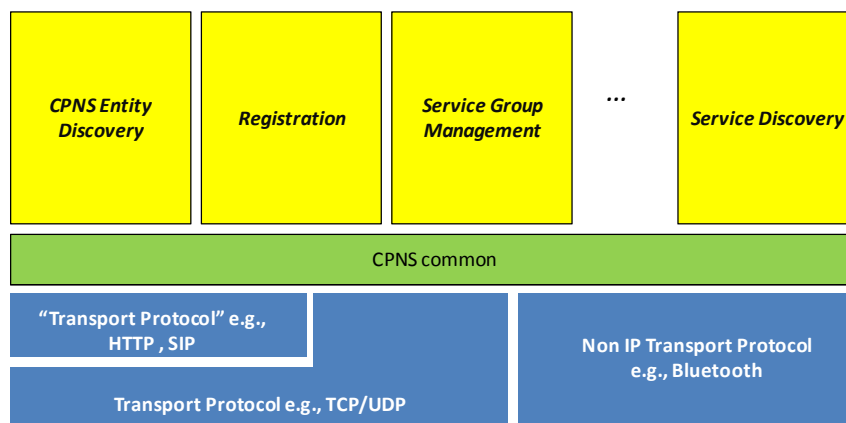 CPNS Entity
Discovery
Registration
Service Group
Management
...
Service Discovery
CPNS common
“Transport Protocol” e.g.,
HTTP , SIP
Non IP Transport Protocol
e.g., Bluetooth
Transport Protocol e.g., TCP/UDP